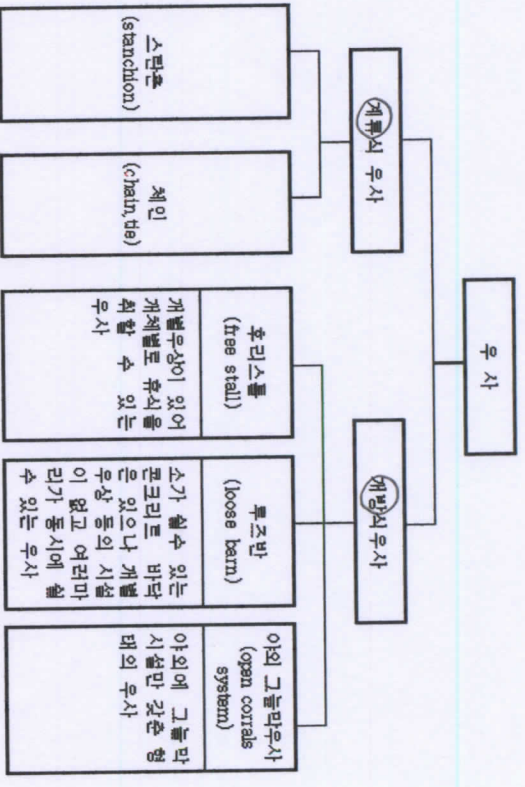 우 사
계류식 우사
개방식우사
스탄촌
(stanchion)
체인
(chain,tie)
후리스톨
(free stall)
개별우상이 있어
개체별로 휴식을
취할 수 있는
우사
루즈반
(loose barn)
소가 쉴수 있는
콘크리트 바닥
은 있으나 개별
우상 등의 시설
이 없고 여러마
리가 동시에 쉴
수 있는 우사
야외 그늘막우사
(open corrals
system)
야외에 그늘막
시설만 갖춘 형
태의 우사